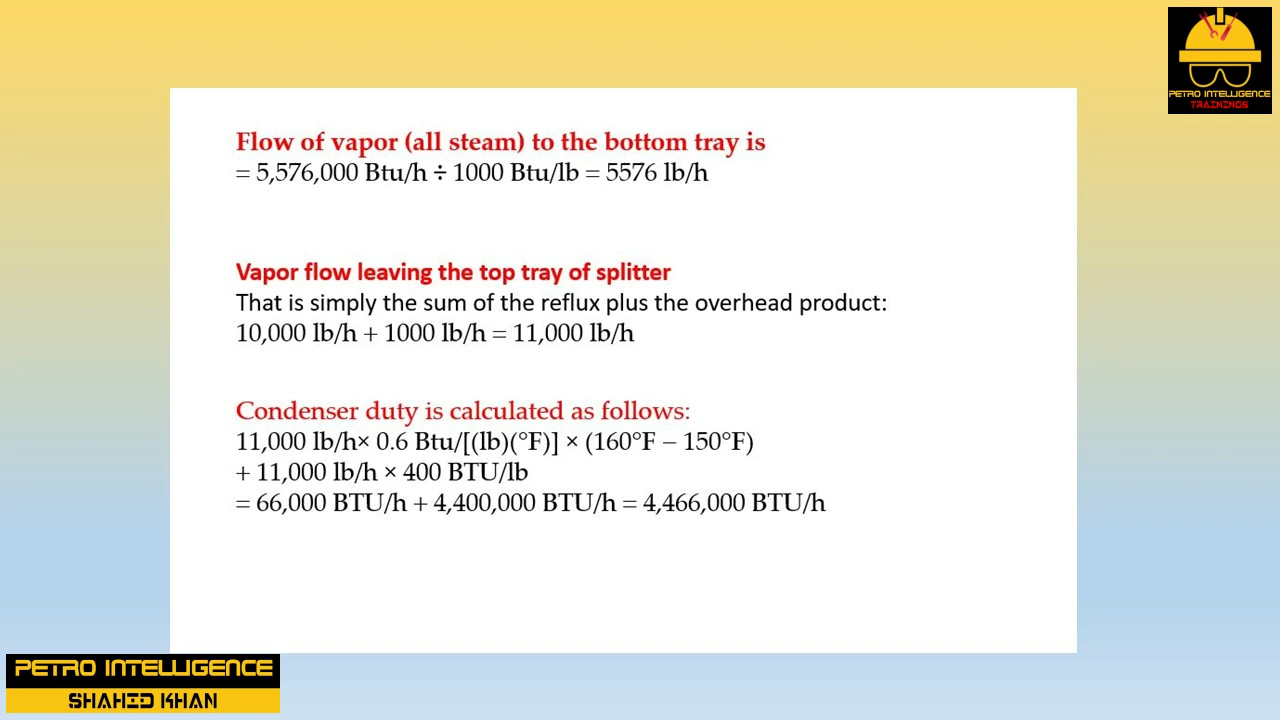 PETRO INTELLIGENCE
TRAININGS
Flow of vapor (all steam) to the bottom tray is
= 5,576,000 Btu/h ÷ 1000 Btu/lb = 5576 lb/h
Vapor flow leaving the top tray of splitter
That is simply the sum of the reflux plus the overhead product:
10,000 lb/h + 1000 lb/h = 11,000 lb/h
Condenser duty is calculated as follows:
11,000 lb/h× 0.6 Btu/[(lb)(°F)] × (160°F – 150°F)
+ 11,000 lb/h × 400 BTU/lb
= 66,000 BTU/h + 4,400,000 BTU/h = 4,466,000 BTU/h
PETRO INTELLIGENCE
SHAHID KHAN